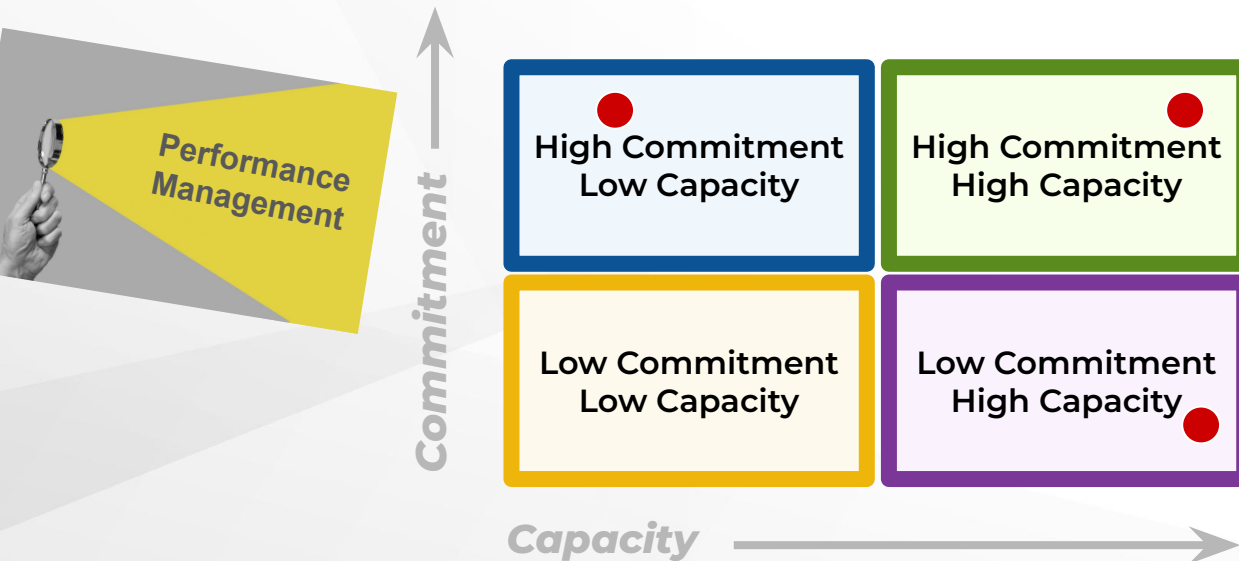 Performance
Management
Commitment
High Commitment
Low Capacity
High Commitment
High Capacity
Low Commitment
Low Capacity
Low Commitment
High Capacity
Capacity